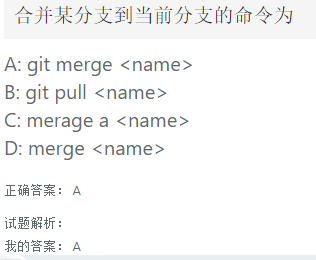 合并某分支到当前分支的命令为
A: git merge <name>
B: git pull <name>
C: merage a <name>
D: merge <name>
正确答案： A
试题解析：
我的答案： A